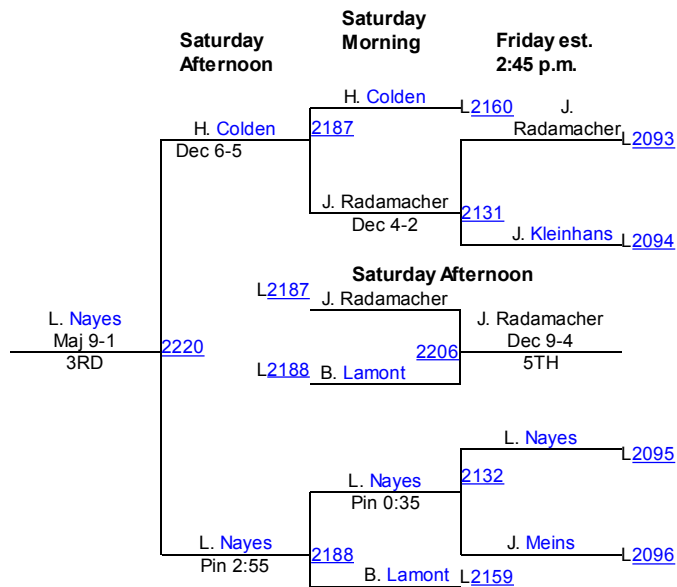 Saturday
Afternoon
Saturday
Morning
Friday est.
2:45 p.m.
H. Colden
L2160
J.
Radamacher
L2093
H. Colden
2187
Dec 6-5
J. Radamacher
2131
Dec 4-2
J. Kleinhans
L2094
Saturday Afternoon
L2187
J. Radamacher
L. Nayes
Maj 9-1
3RD
2220
J. Radamacher
Dec 9-4
5TH
2206
L2188
B. Lamont
L. Nayes
L2095
L. Nayes
2132
Pin 0:35
L. Nayes
2188
Pin 2:55
J. Meins
L2096
B. Lamont
L2159